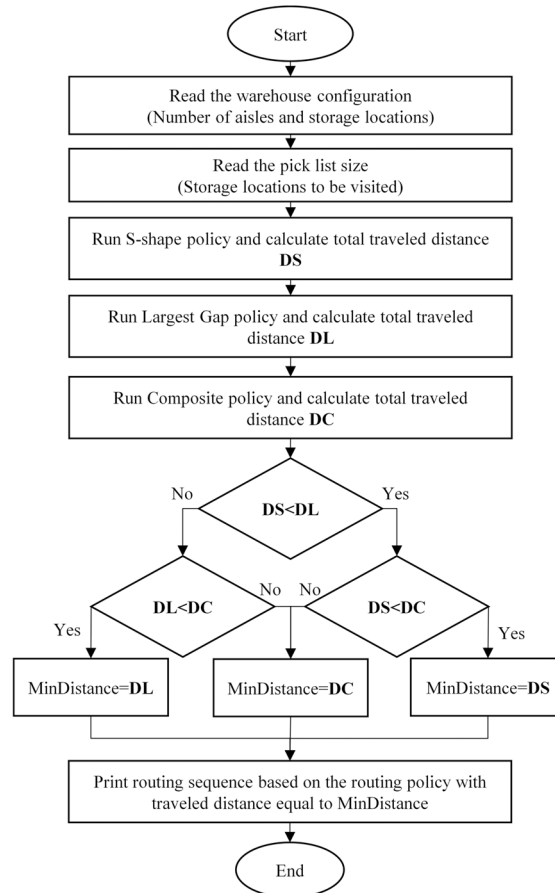 Start
Read the warehouse configuration
(Number of aisles and storage locations)
Read the pick list size
(Storage locations to be visited)
Run S-shape policy and calculate total traveled distance
DS
Run Largest Gap policy and calculate total traveled
distance DL
Run Composite policy and calculate total traveled
distance DC
No
Yes
DS<DL
No
No
DL<DC
DS<DC
Yes
Yes
MinDistance=DL
MinDistance=DC
MinDistance=DS
Print routing sequence based on the routing policy with
traveled distance equal to MinDistance
End